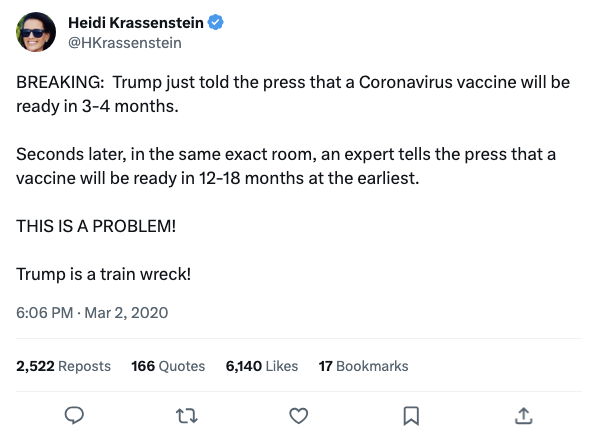 Heidi Krassenstein
@HKrassenstein
BREAKING:  Trump just told the press that a Coronavirus vaccine will be
ready in 3-4 months.
Seconds later, in the same exact room, an expert tells the press that a
vaccine will be ready in 12-18 months at the earliest.
THIS IS A PROBLEM!
Trump is a train wreck!
6:06 PM · Mar 2, 2020
2,522 Reposts 166 Quotes 6,140 Likes 17 Bookmarks